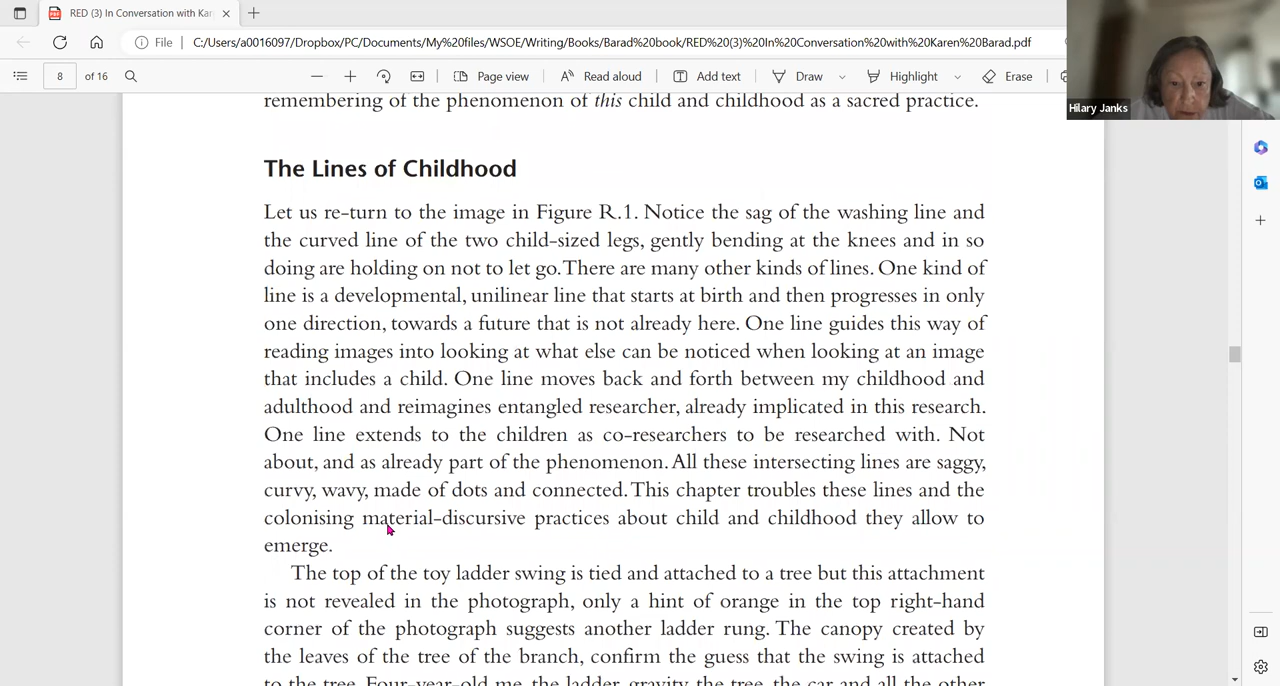 RED (3) In Conversation with Kar
File C:/Users/a0016097/Dropbox/PC/Documents/My%20files/WSOE/Writing/Books/Barad%20book/RED%20(3)%20In%20Conversation%20with%20Karen%20Barad.pdf
8 of 16 Page view Read aloud Add text Draw Highlight Erase
Hilary Janks
remembering of the phenomenon of this child and childhood as a sacred practice.
The Lines of Childhood
Let us re-turn to the image in Figure R.1. Notice the sag of the washing line and
the curved line of the two child-sized legs, gently bending at the knees and in so
doing are holding on not to let go. There are many other kinds of lines. One kind of
line is a developmental, unilinear line that starts at birth and then progresses in only
one direction, towards a future that is not already here. One line guides this way of
reading images into looking at what else can be noticed when looking at an image
that includes a child. One line moves back and forth between my childhood and
adulthood and reimagines entangled researcher, already implicated in this research.
One line extends to the children as co-researchers to be researched with. Not
about, and as already part of the phenomenon. All these intersecting lines are saggy,
curvy, wavy, made of dots and connected. This chapter troubles these lines and the
colonising material-discursive practices about child and childhood they allow to
emerge.
The top of the toy ladder swing is tied and attached to a tree but this attachment
is not revealed in the photograph, only a hint of orange in the top right-hand
corner of the photograph suggests another ladder rung. The canopy created by
the leaves of the tree of the branch, confirm the guess that the swing is attached
to the tree. Four-year-old me, the ladder, gravity, the tree, the car and all the other